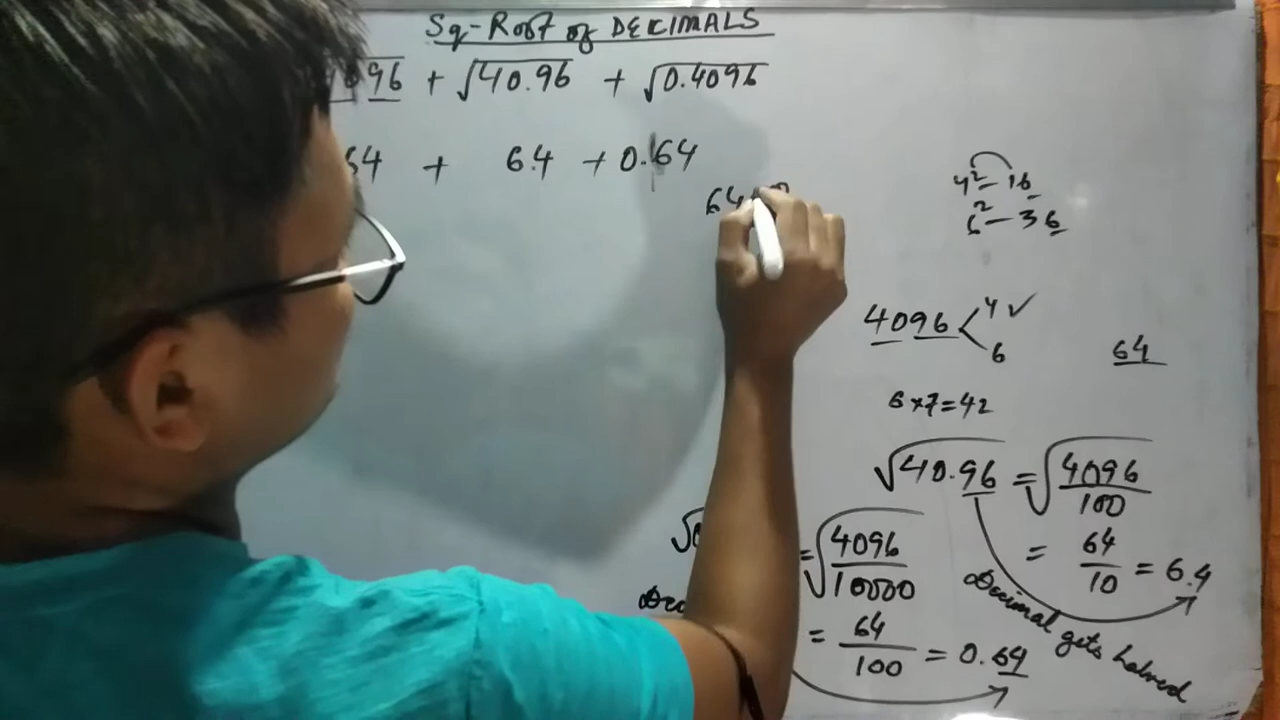 Sq-Root of DECIMALS
96 + √40.96 + √0.4096
64 + 6.4 + 0.64
64
4² – 16
6² – 36
4096 < 4 ✓
6
64
6×7=42
√40.96 = √4096/100
= 64/10 = 6.4
Decimal gets halved
= √4096/10000
= 64/100 = 0.64